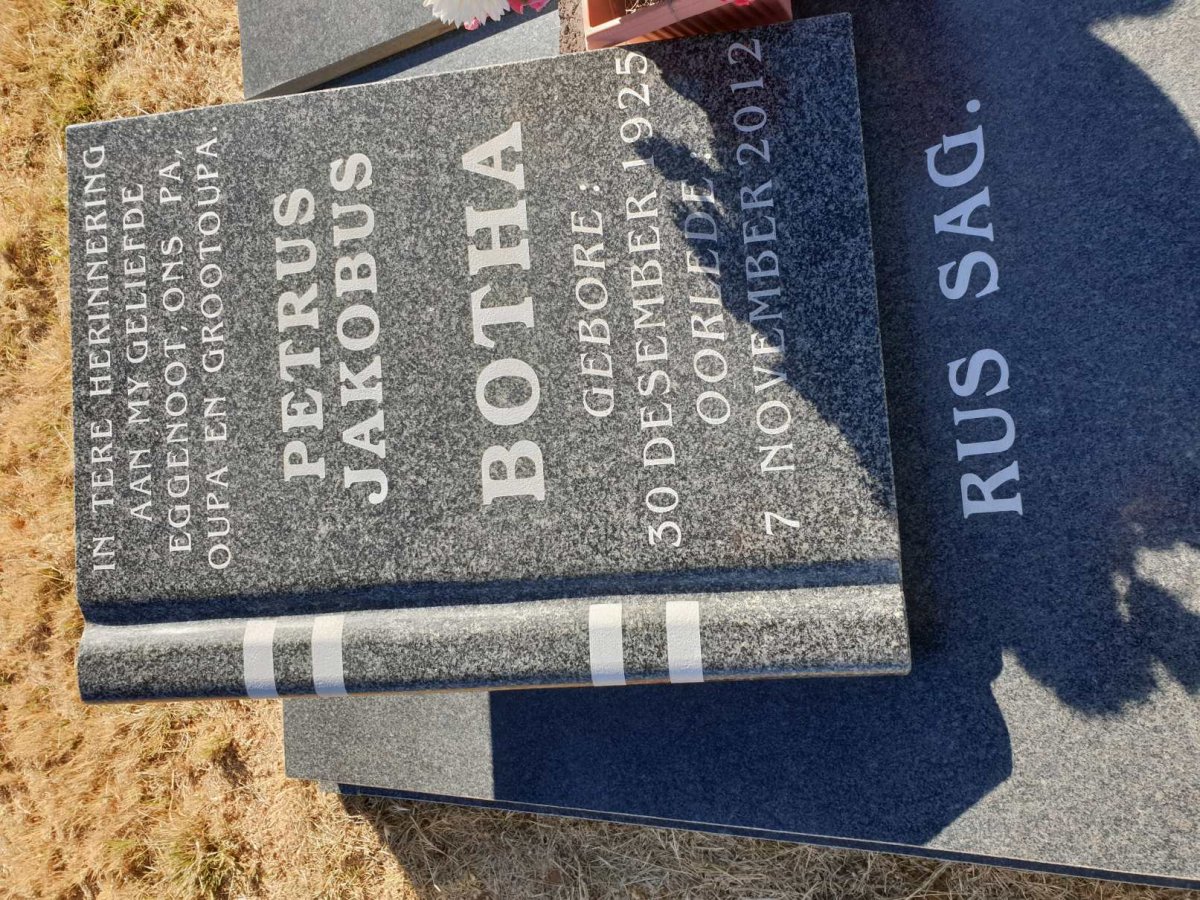 IN TERE HERINNERING
AAN MY GELIEFDE
EGGENOOT, ONS PA,
OUPA EN GROOTOUPA.
PETRUS
JAKOBUS
BOTHA
GEBORE:
30 DESEMBER 1925
OORLEDE:
7 NOVEMBER 2012
RUS SAG.